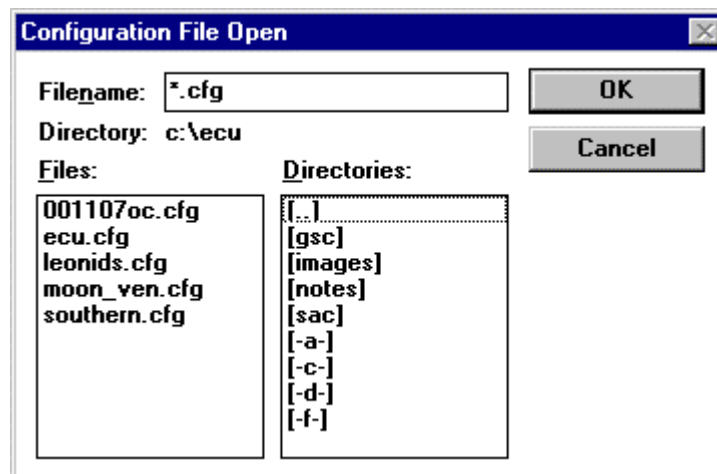 Configuration File Open
Filename: *.cfg
OK
Directory: c:\ecu
Cancel
Files:
Directories:
001107oc.cfg
ecu.cfg
leonids.cfg
moon_ven.cfg
southern.cfg
[..]
[gsc]
[images]
[notes]
[sac]
[-a-]
[-c-]
[-d-]
[-f-]